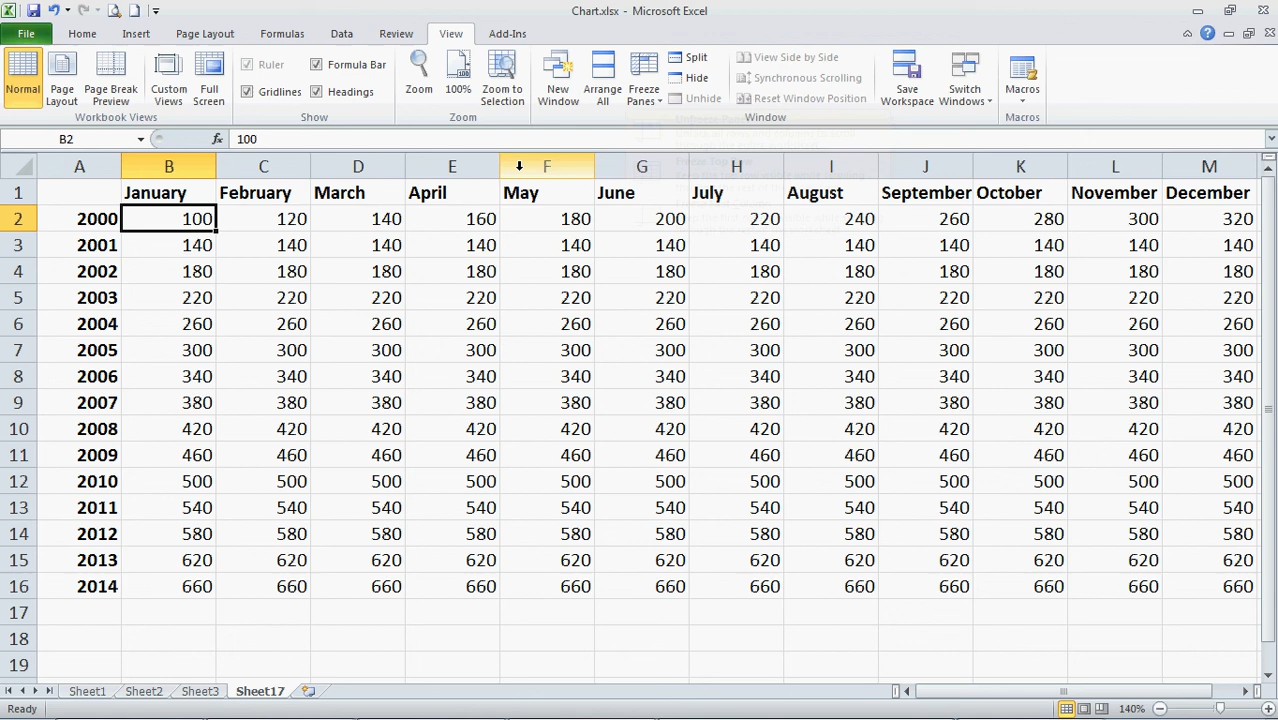 Chart.xlsx - Microsoft Excel
File Home Insert Page Layout Formulas Data Review View Add-Ins
Normal Page Layout Page Break Preview Custom Views Full Screen
Ruler Formula Bar
Gridlines Headings
Zoom 100% Zoom to Selection
New Window Arrange All Freeze Panes
Split
Hide
Unhide
View Side by Side
Synchronous Scrolling
Reset Window Position
Save Workspace Switch Windows Macros
Workbook Views Show Zoom Window Macros
B2 fx 100
A B C D E F G H I J K L M
1 January February March April May June July August September October November December
2 2000 100 120 140 160 180 200 220 240 260 280 300 320
3 2001 140 140 140 140 140 140 140 140 140 140 140 140
4 2002 180 180 180 180 180 180 180 180 180 180 180 180
5 2003 220 220 220 220 220 220 220 220 220 220 220 220
6 2004 260 260 260 260 260 260 260 260 260 260 260 260
7 2005 300 300 300 300 300 300 300 300 300 300 300 300
8 2006 340 340 340 340 340 340 340 340 340 340 340 340
9 2007 380 380 380 380 380 380 380 380 380 380 380 380
10 2008 420 420 420 420 420 420 420 420 420 420 420 420
11 2009 460 460 460 460 460 460 460 460 460 460 460 460
12 2010 500 500 500 500 500 500 500 500 500 500 500 500
13 2011 540 540 540 540 540 540 540 540 540 540 540 540
14 2012 580 580 580 580 580 580 580 580 580 580 580 580
15 2013 620 620 620 620 620 620 620 620 620 620 620 620
16 2014 660 660 660 660 660 660 660 660 660 660 660 660
17
18
19
Sheet1 Sheet2 Sheet3 Sheet17
Ready 140%